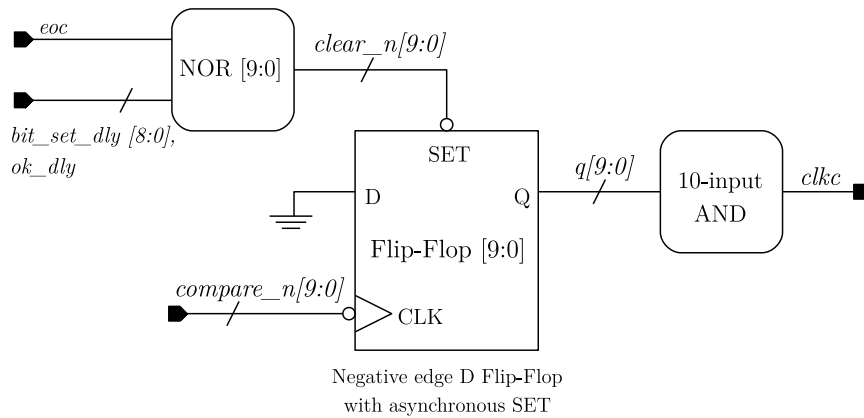 eoc
clear_n[9:0]
NOR [9:0]
bit_set_dly [8:0],
ok_dly
SET
D
Q
q[9:0]
10-input
AND
clkc
Flip-Flop [9:0]
compare_n[9:0]
CLK
Negative edge D Flip-Flop
with asynchronous SET